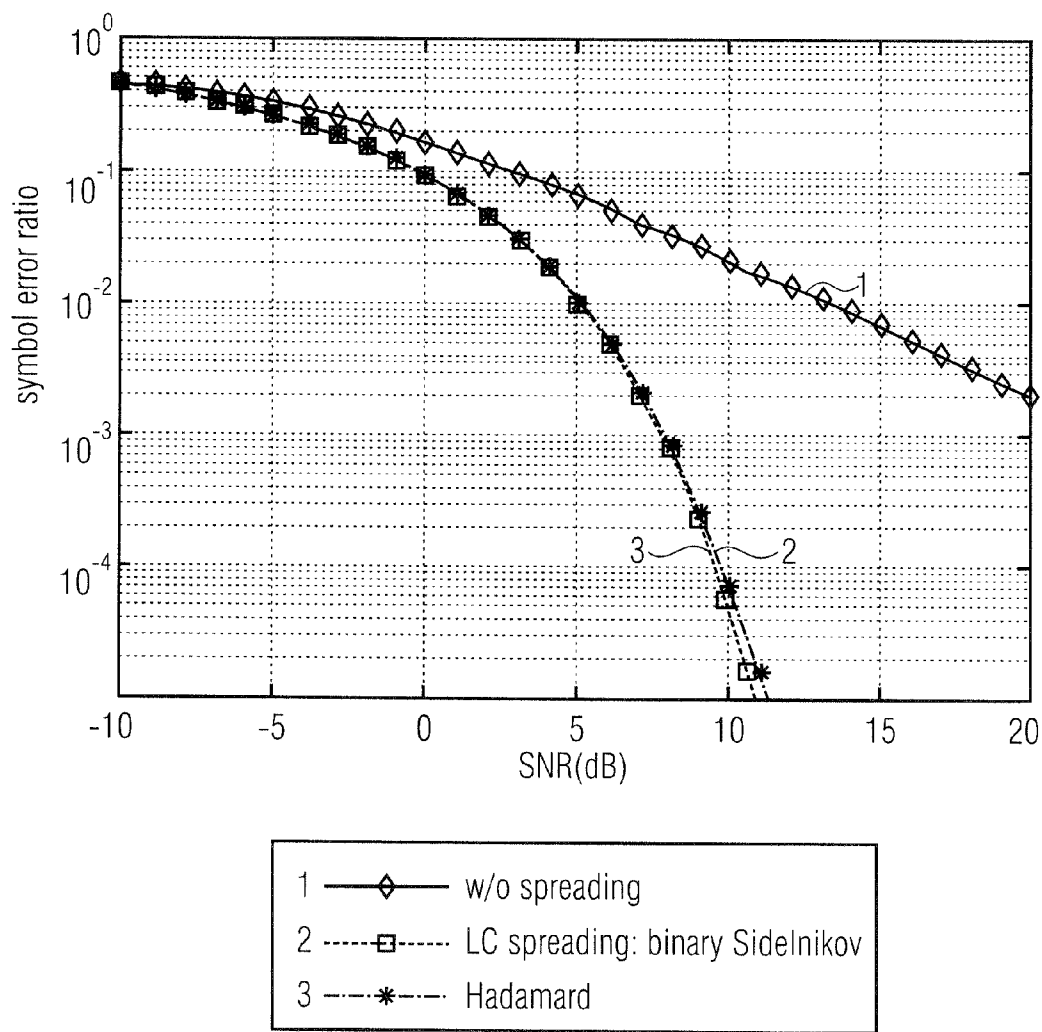 10^0
10^-1
10^-2
10^-3
10^-4
symbol error ratio
1
3 2
-10 -5 0 5 10 15 20
SNR(dB)
1 w/o spreading
2 LC spreading: binary Sidelnikov
3 Hadamard